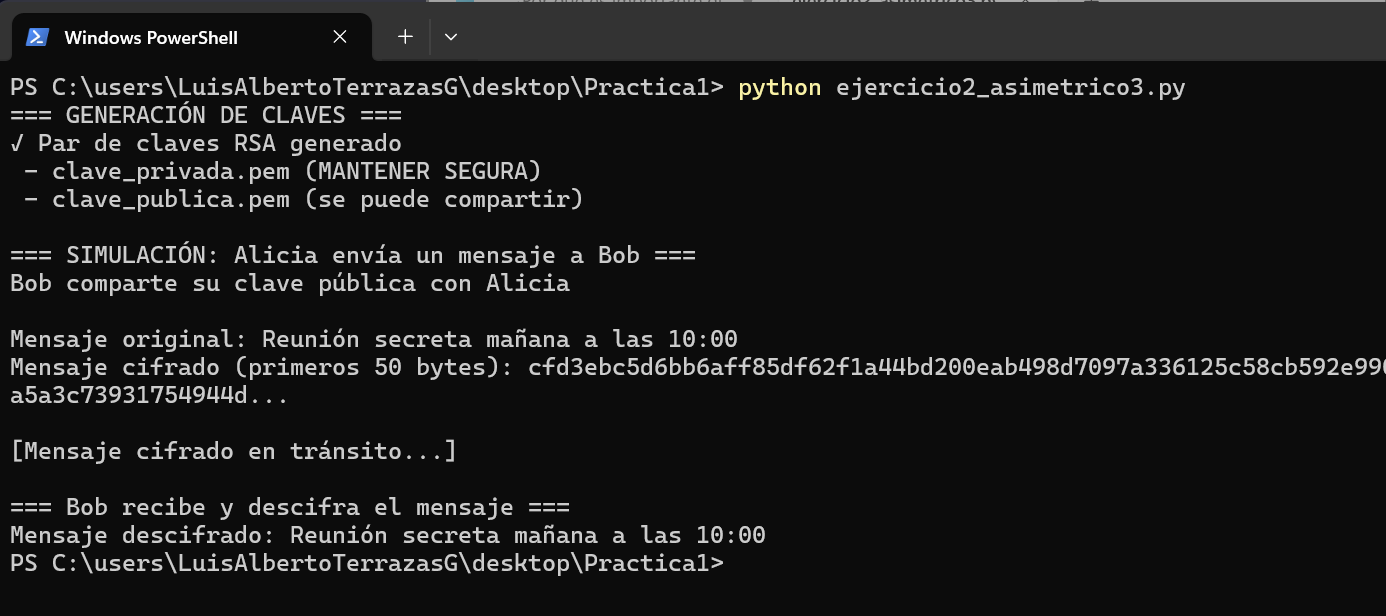 Windows PowerShell
PS C:\users\LuisAlbertoTerrazasG\desktop\Practica1> python ejercicio2_asimetrico3.py
=== GENERACIÓN DE CLAVES ===
√ Par de claves RSA generado
 - clave_privada.pem (MANTENER SEGURA)
 - clave_publica.pem (se puede compartir)
=== SIMULACIÓN: Alicia envía un mensaje a Bob ===
Bob comparte su clave pública con Alicia
Mensaje original: Reunión secreta mañana a las 10:00
Mensaje cifrado (primeros 50 bytes): cfd3ebc5d6bb6aff85df62f1a44bd200eab498d7097a336125c58cb592e990
a5a3c73931754944d...
[Mensaje cifrado en tránsito...]
=== Bob recibe y descifra el mensaje ===
Mensaje descifrado: Reunión secreta mañana a las 10:00
PS C:\users\LuisAlbertoTerrazasG\desktop\Practica1>